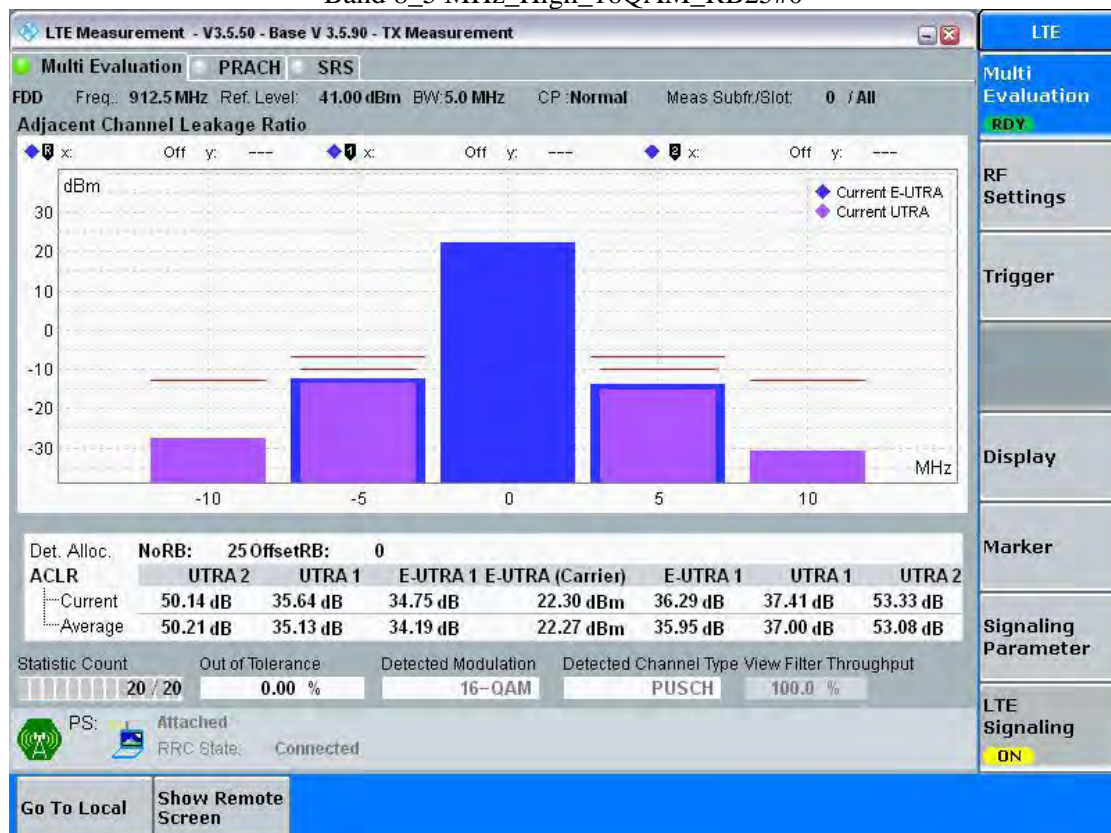 LTE Measurement - V3.5.50 - Base V 3.5.90 - TX Measurement
LTE
Multi Evaluation PRACH SRS
Multi Evaluation
RDY
FDD Freq.: 912.5 MHz Ref. Level: 41.00 dBm BW: 5.0 MHz CP : Normal Meas Subfr./Slot: 0 / All
Adjacent Channel Leakage Ratio
R x: Off y: --- 1 x: Off y: --- 2 x: Off y: ---
dBm
Current E-UTRA
Current UTRA
30
20
10
0
-10
-20
-30
MHz
-10 -5 0 5 10
RF Settings
Trigger
Display
Marker
Signaling Parameter
LTE Signaling
ON
Det. Alloc. NoRB: 25 OffsetRB: 0
ACLR UTRA 2 UTRA 1 E-UTRA 1 E-UTRA (Carrier) E-UTRA 1 UTRA 1 UTRA 2
Current 50.14 dB 35.64 dB 34.75 dB 22.30 dBm 36.29 dB 37.41 dB 53.33 dB
Average 50.21 dB 35.13 dB 34.19 dB 22.27 dBm 35.95 dB 37.00 dB 53.08 dB
Statistic Count Out of Tolerance Detected Modulation Detected Channel Type View Filter Throughput
20 / 20 0.00 % 16-QAM PUSCH 100.0 %
PS: Attached
RRC State: Connected
Go To Local
Show Remote Screen